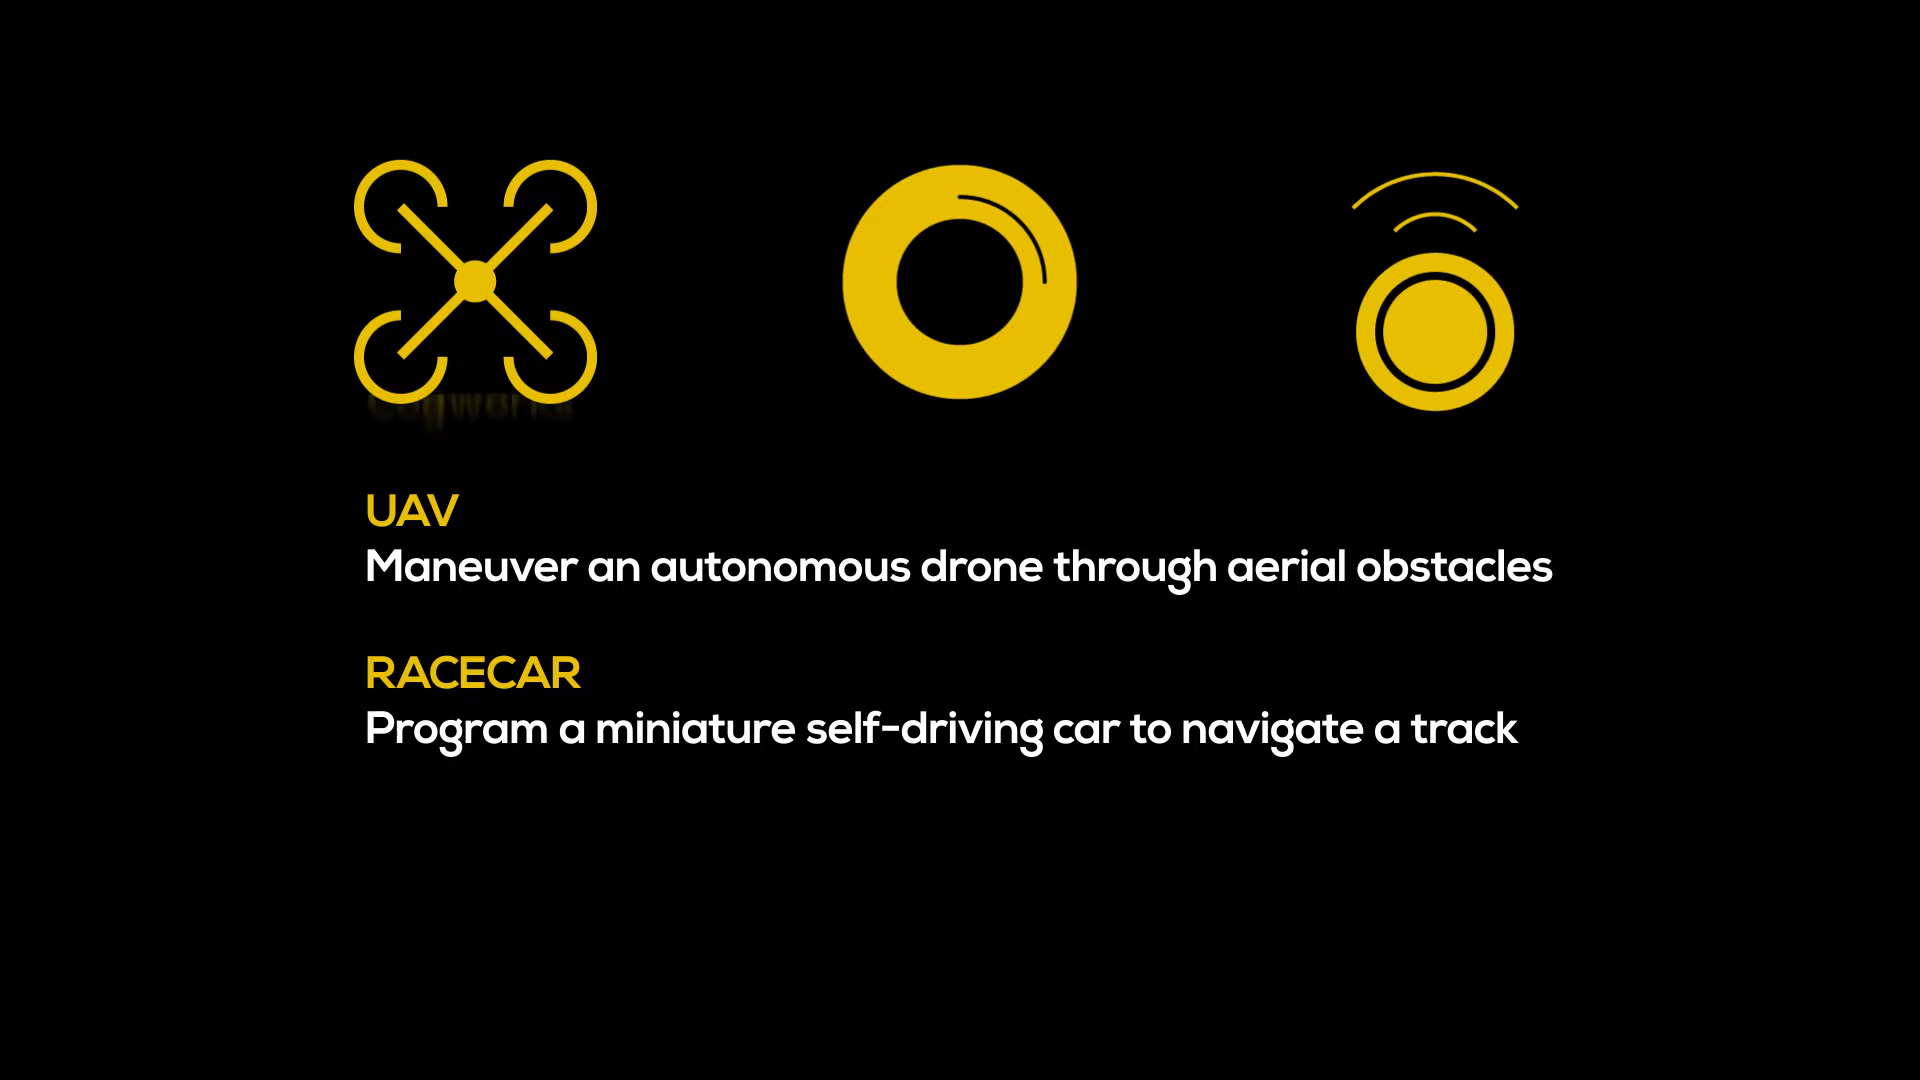 UAV
Maneuver an autonomous drone through aerial obstacles
RACECAR
Program a miniature self-driving car to navigate a track